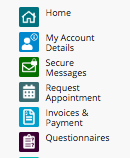 Home
My Account
Details
Secure
Messages
Request
Appointment
Invoices &
Payment
Questionnaires